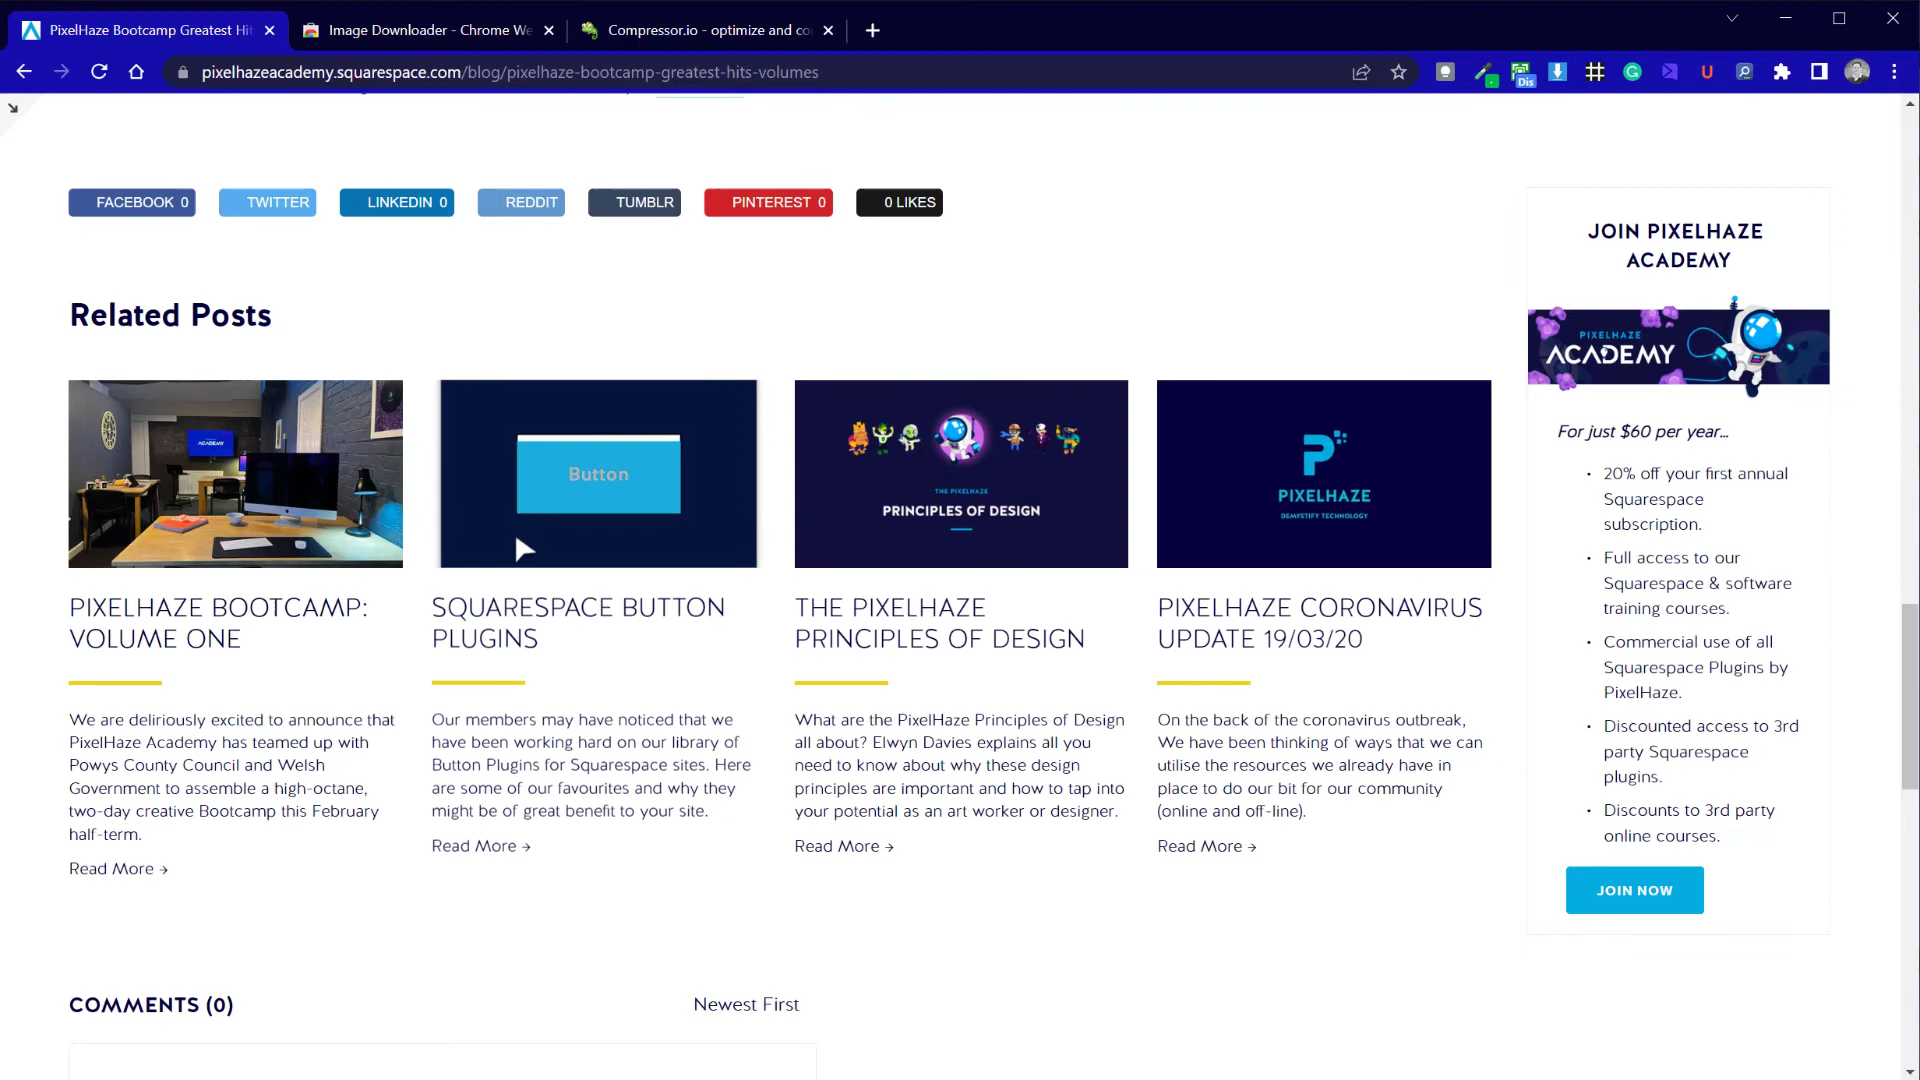 PixelHaze Bootcamp Greatest Hit
Image Downloader - Chrome We
Compressor.io - optimize and co
pixelhazeacademy.squarespace.com/blog/pixelhaze-bootcamp-greatest-hits-volumes
Dis
FACEBOOK 0
TWITTER
LINKEDIN 0
REDDIT
TUMBLR
PINTEREST 0
0 LIKES
Related Posts
ACADEMY
PIXELHAZE BOOTCAMP:
VOLUME ONE
We are deliriously excited to announce that
PixelHaze Academy has teamed up with
Powys County Council and Welsh
Government to assemble a high-octane,
two-day creative Bootcamp this February
half-term.
Read More →
Button
SQUARESPACE BUTTON
PLUGINS
Our members may have noticed that we
have been working hard on our library of
Button Plugins for Squarespace sites. Here
are some of our favourites and why they
might be of great benefit to your site.
Read More →
THE PIXELHAZE
PRINCIPLES OF DESIGN
THE PIXELHAZE
PRINCIPLES OF DESIGN
What are the PixelHaze Principles of Design
all about? Elwyn Davies explains all you
need to know about why these design
principles are important and how to tap into
your potential as an art worker or designer.
Read More →
PIXELHAZE
DEMYSTIFY TECHNOLOGY
PIXELHAZE CORONAVIRUS
UPDATE 19/03/20
On the back of the coronavirus outbreak,
We have been thinking of ways that we can
utilise the resources we already have in
place to do our bit for our community
(online and off-line).
Read More →
JOIN PIXELHAZE
ACADEMY
PIXELHAZE
ACADEMY
For just $60 per year...
• 20% off your first annual
Squarespace
subscription.
• Full access to our
Squarespace & software
training courses.
• Commercial use of all
Squarespace Plugins by
PixelHaze.
• Discounted access to 3rd
party Squarespace
plugins.
• Discounts to 3rd party
online courses.
JOIN NOW
COMMENTS (0)
Newest First